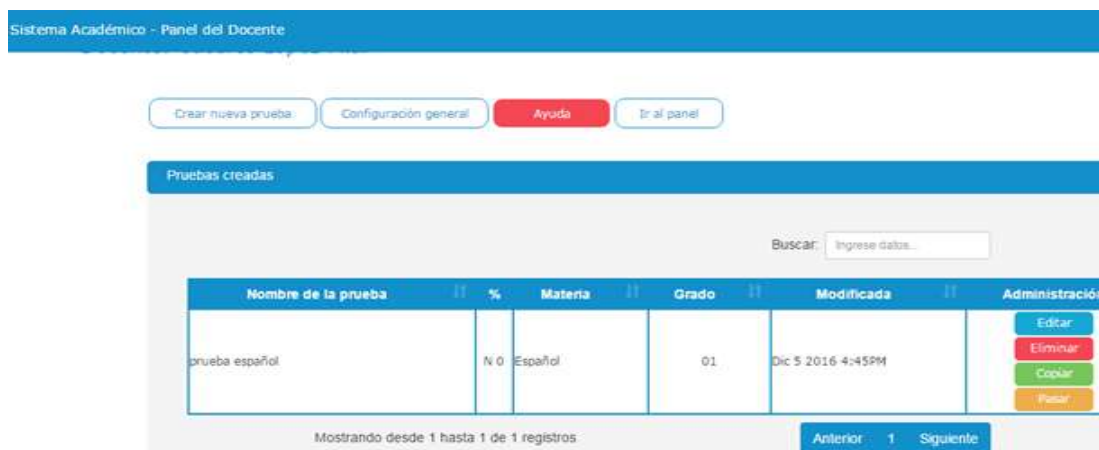 Sistema Académico - Panel del Docente
Crear nueva prueba Configuración general Ayuda Ir al panel
Pruebas creadas
Buscar: Ingrese datos...
Nombre de la prueba % Materia Grado Modificada Administració
prueba español N 0 Español 01 Dic 5 2016 4:45PM
Editar
Eliminar
Copiar
Pasar
Mostrando desde 1 hasta 1 de 1 registros Anterior 1 Siguiente